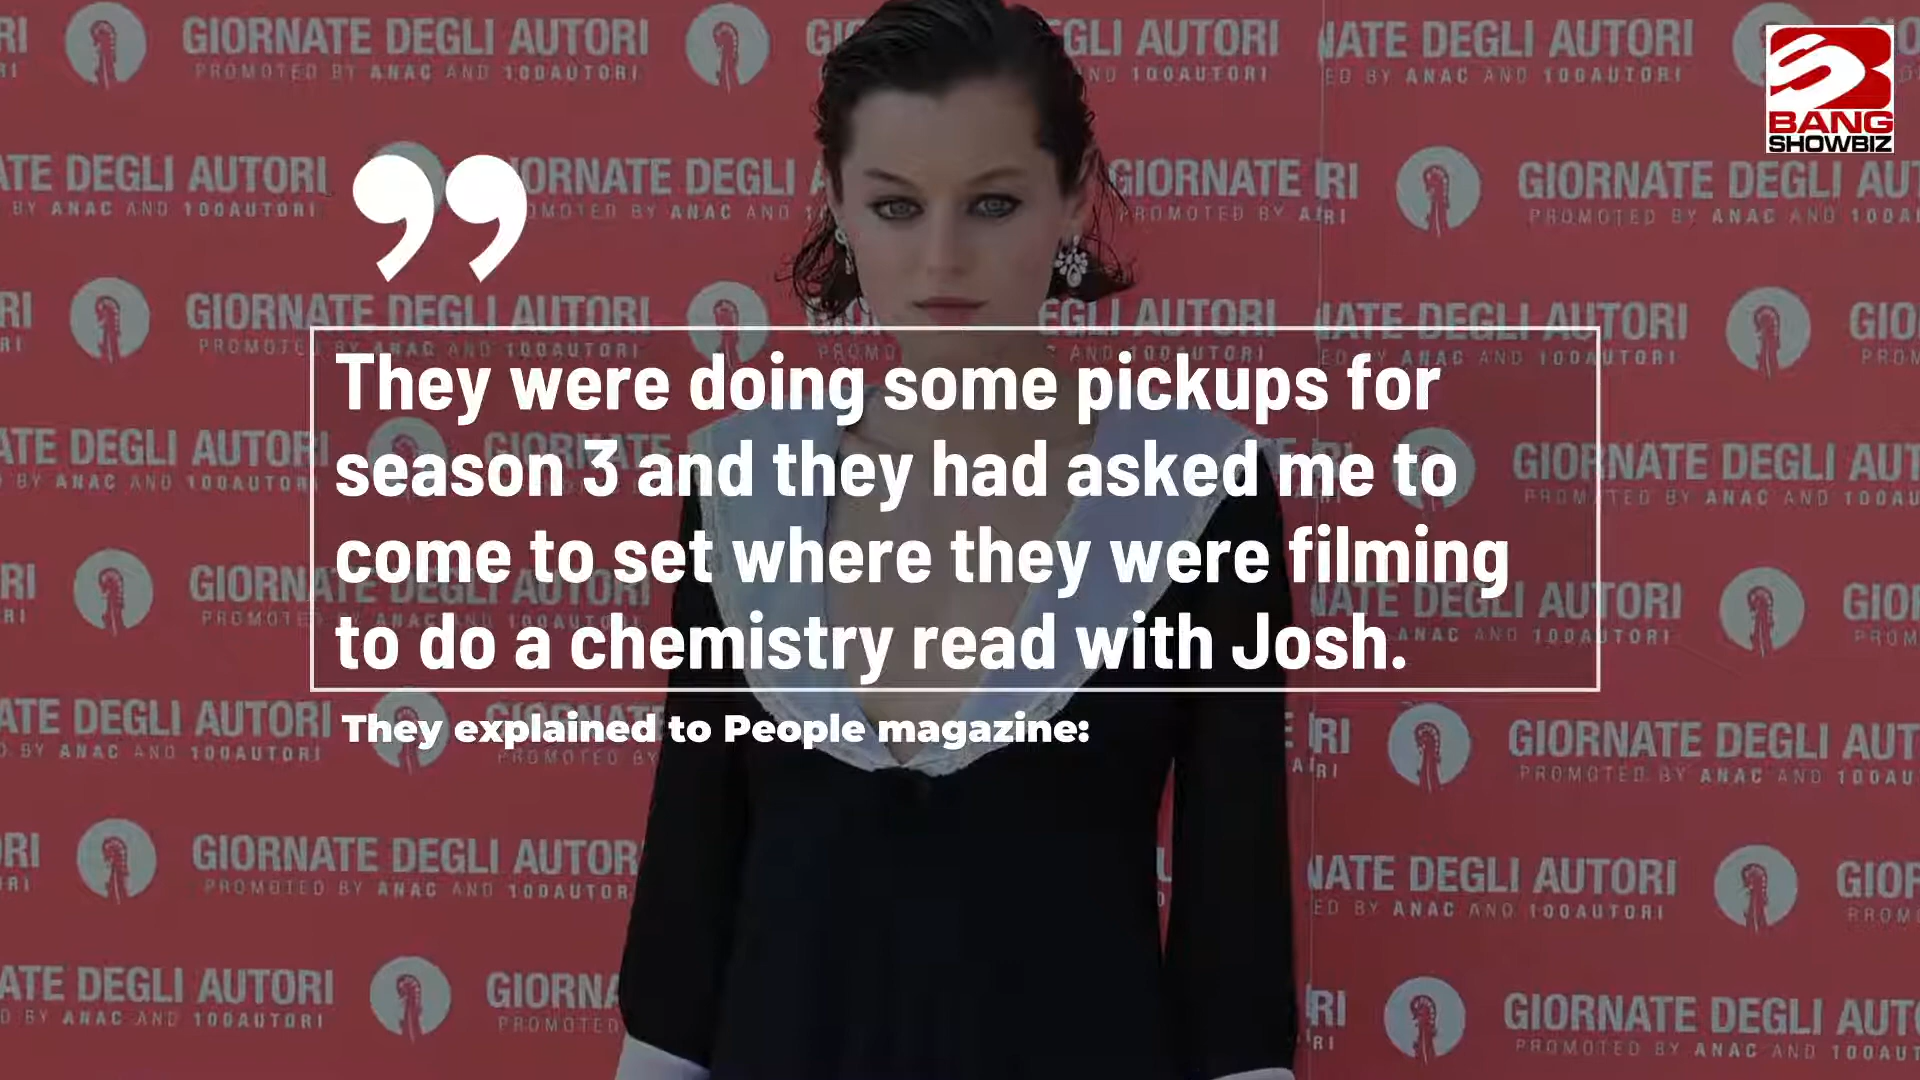 GIORNATE DEGLI AUTORI
PROMOTED BY ANAC AND 100AUTORI
BANG
SHOWBIZ
They were doing some pickups for
season 3 and they had asked me to
come to set where they were filming
to do a chemistry read with Josh.
They explained to People magazine: